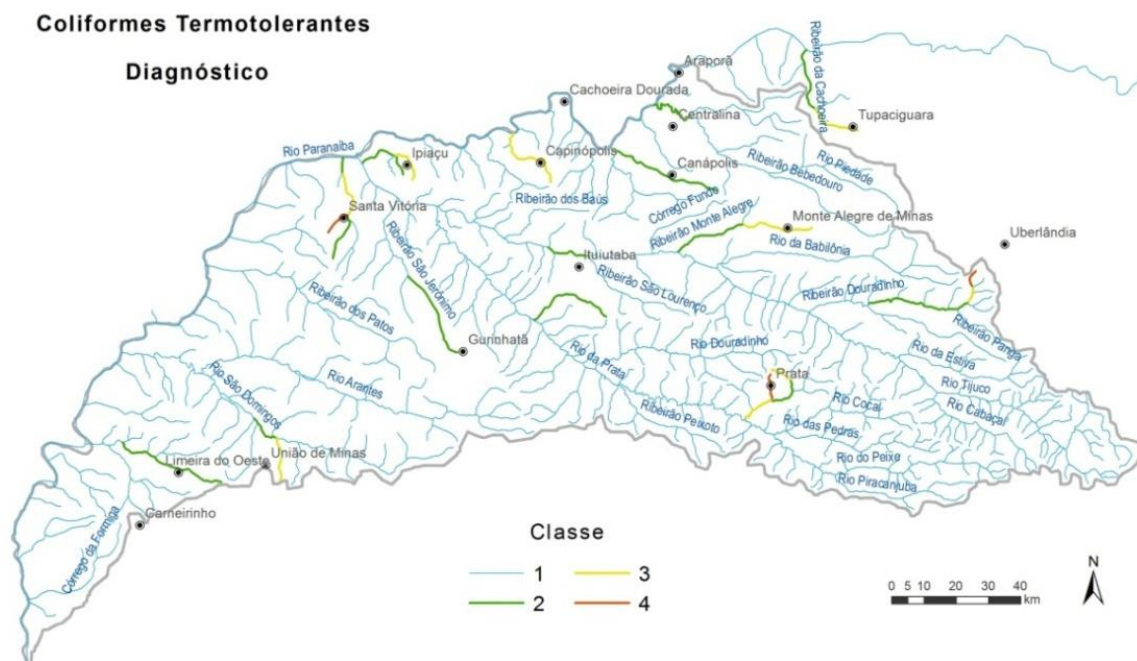 Coliformes Termotolerantes
Diagnóstico
Araporã
Ribeirão da Cachoeira
Cachoeira Dourada
Centralina
Tupaciguara
Rio Paranaíba
Ipiaçu
Capinópolis
Canápolis
Ribeirão Bebedouro
Rio Piedade
Ribeirão dos Baús
Córrego Fundo
Santa Vitória
Ribeirão Monte Alegre
Monte Alegre de Minas
Rio da Babilônia
Uberlândia
Ribeirão São Jerônimo
Ituiutaba
Ribeirão São Lourenço
Ribeirão Douradinho
Ribeirão dos Patos
Ribeirão Panga
Gurinhatã
Rio da Prata
Rio Douradinho
Rio da Estiva
Rio São Domingos
Rio Arantes
Prata
Rio Tijuco
Rio Cocal
Rio Cabaçal
Ribeirão Peixoto
Rio das Pedras
Limeira do Oeste
União de Minas
Rio do Peixe
Rio Piracanjuba
Carneirinho
Córrego da Formiga
Classe
1
3
2
4
N
0 5 10 20 30 40
km